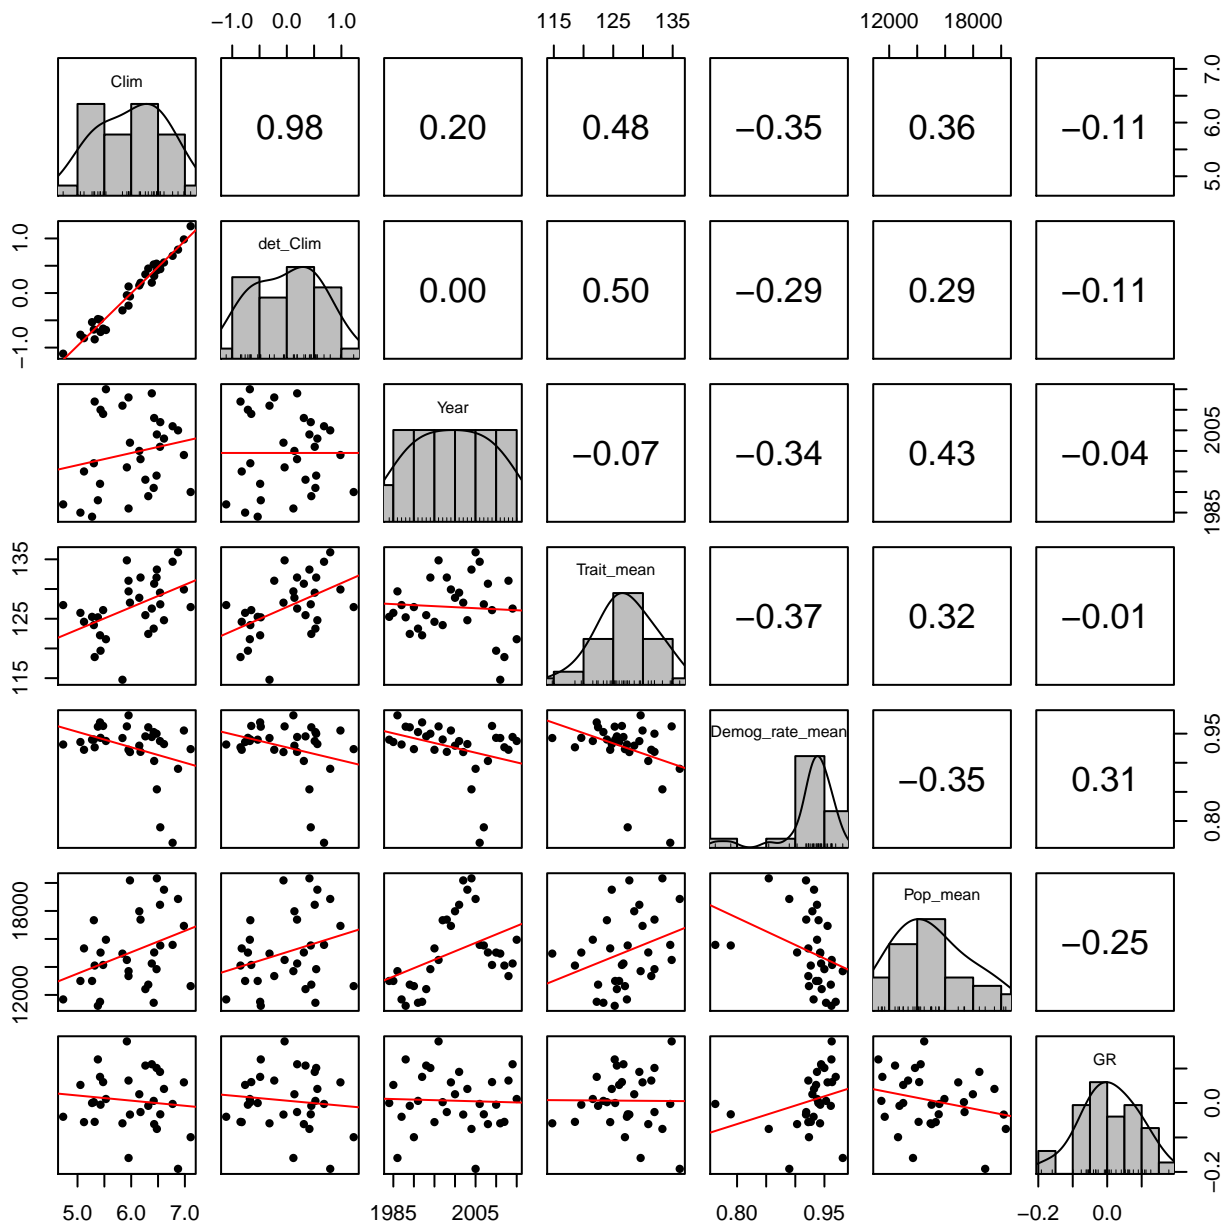 −1.0 0.0 1.0 115 125 135 12000 18000
Clim 0.98 0.20 0.48 −0.35 0.36 −0.11 5.0 6.0 7.0
−1.0 0.0 1.0 det_Clim 0.00 0.50 −0.29 0.29 −0.11
Year −0.07 −0.34 0.43 −0.04 1985 2005
115 125 135 Trait_mean −0.37 0.32 −0.01
Demog_rate_mean −0.35 0.31 0.80 0.95
12000 18000 Pop_mean −0.25
GR −0.2 0.0
5.0 6.0 7.0 1985 2005 0.80 0.95 −0.2 0.0